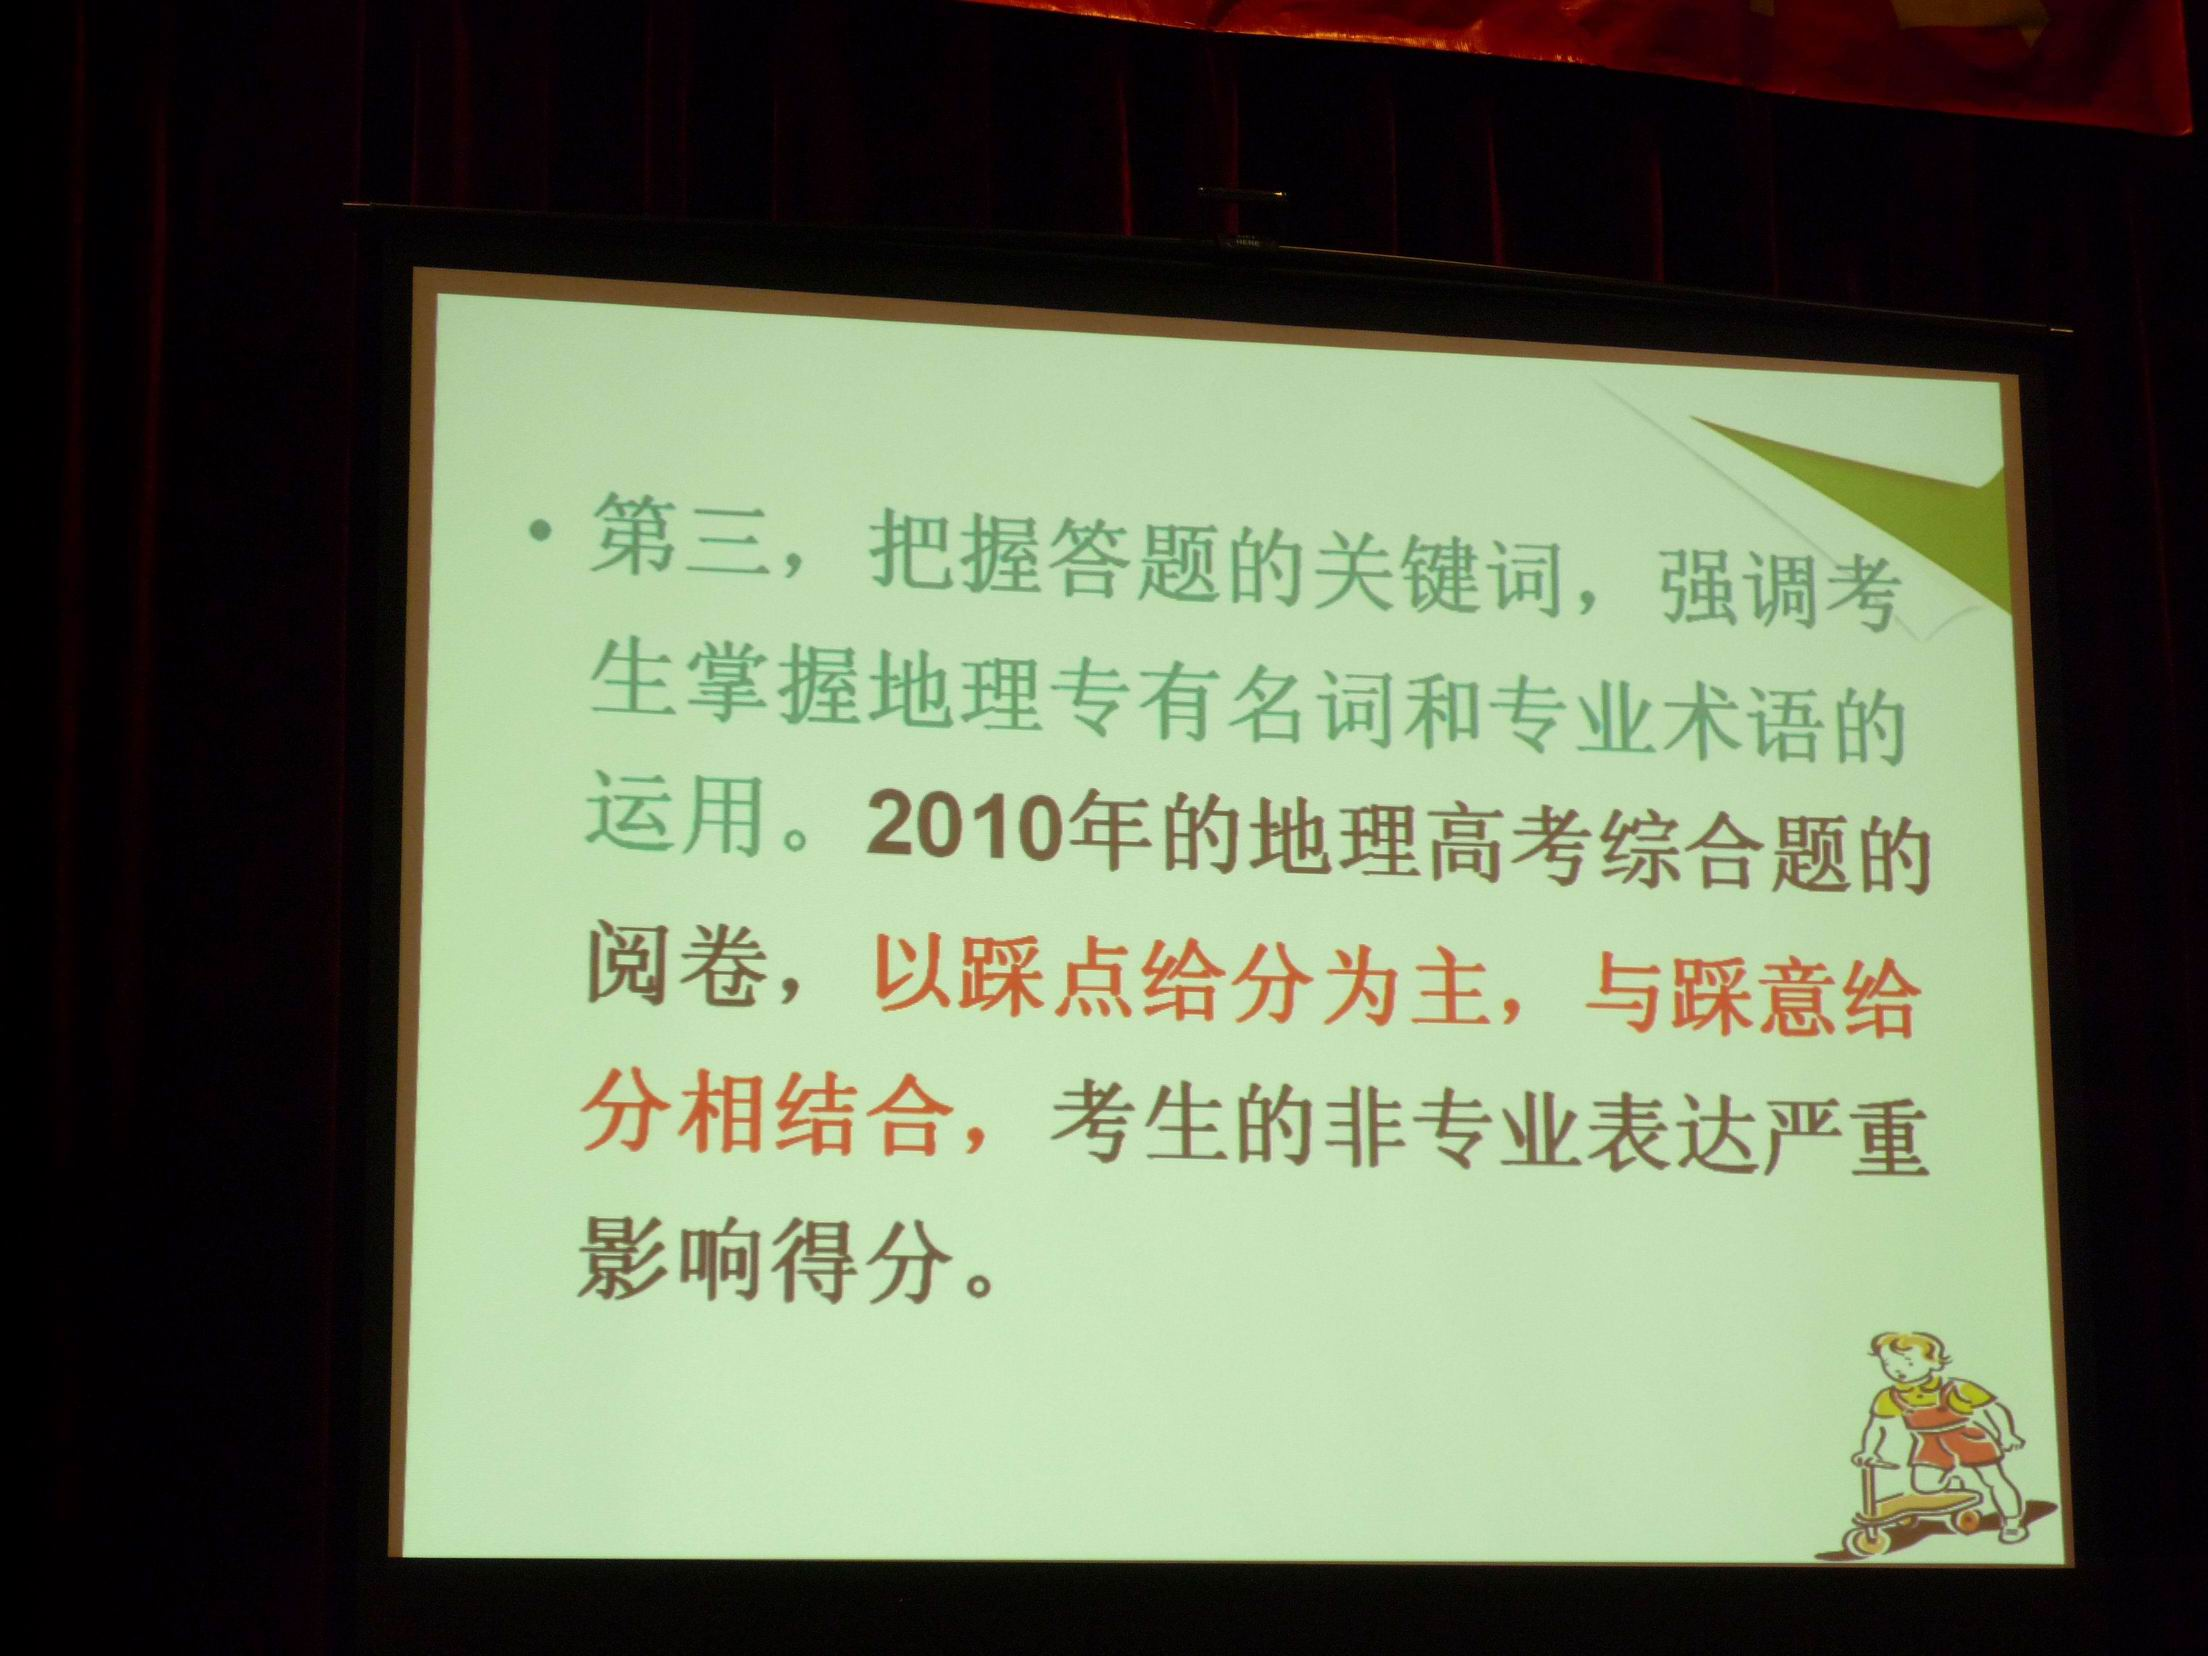 • 第三，把握答题的关键词，强调考
生掌握地理专有名词和专业术语的
运用。2010年的地理高考综合题的
阅卷，以踩点给分为主，与踩意给
分相结合，考生的非专业表达严重
影响得分。